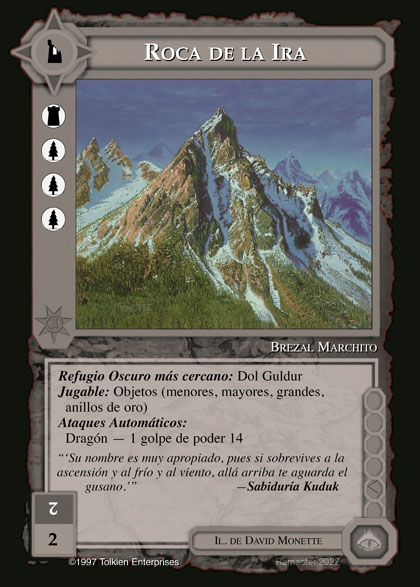 Roca de la Ira
Brezal Marchito
Refugio Oscuro más cercano: Dol Guldur
Jugable: Objetos (menores, mayores, grandes,
anillos de oro)
Ataques Automáticos:
Dragón — 1 golpe de poder 14
“‘Su nombre es muy apropiado, pues si sobrevives a la
ascensión y al frío y al viento, allá arriba te aguarda el
gusano.’” —Sabiduría Kuduk
2
2
Il. de David Monette
©1997 Tolkien Enterprises
Remaster 2022